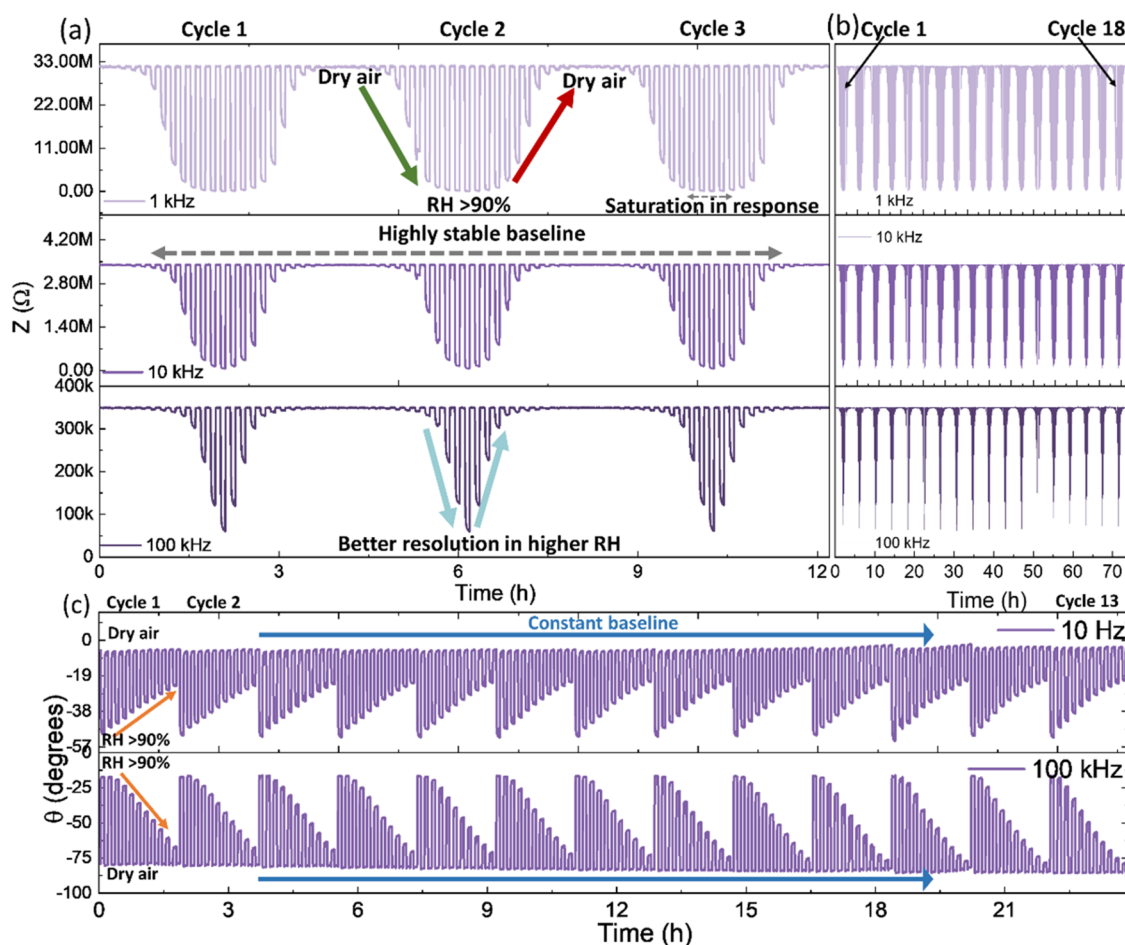 (a) Cycle 1 Cycle 2 Cycle 3
33.00M
22.00M
11.00M
0.00
Dry air
Dry air
RH >90%
Saturation in response
1 kHz
4.20M
2.80M
1.40M
0.00
Highly stable baseline
10 kHz
Z (Ω)
400k
300k
200k
100k
0
Better resolution in higher RH
100 kHz
0 3 6 9 12
Time (h)
(b) Cycle 1 Cycle 18
1 kHz
10 kHz
100 kHz
0 10 20 30 40 50 60 70
Time (h)
(c) Cycle 1 Cycle 2 Cycle 13
Dry air
Constant baseline
10 Hz
0
-19
-38
-57
RH >90%
θ (degrees)
0
-25
-50
-75
-100
RH >90%
100 kHz
Dry air
0 3 6 9 12 15 18 21
Time (h)